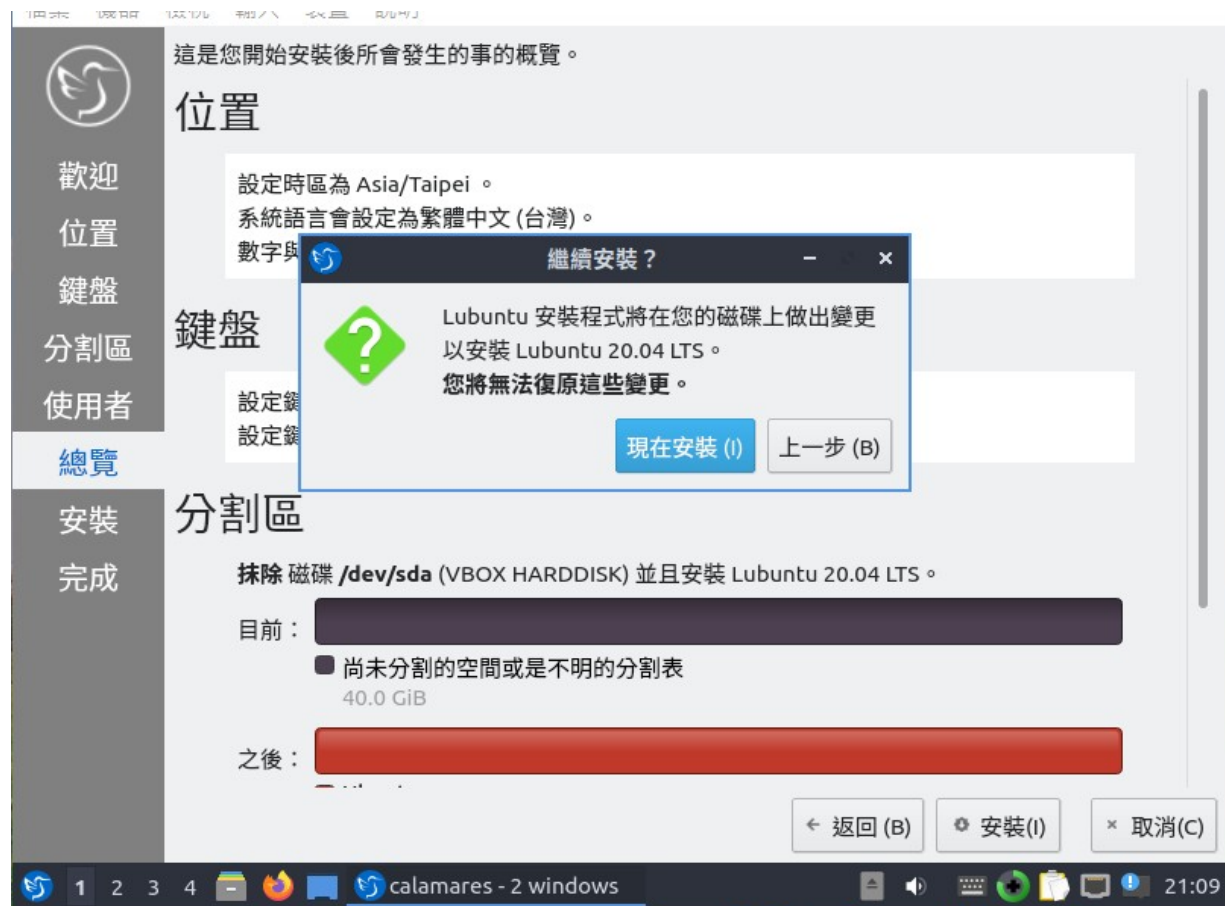 這是您開始安裝後所會發生的事的概覽。
位置
設定時區為 Asia/Taipei。
系統語言會設定為繁體中文 (台灣)。
數字與
鍵盤
設定鍵
設定鍵
分割區
抹除 磁碟 /dev/sda (VBOX HARDDISK) 並且安裝 Lubuntu 20.04 LTS。
目前：
尚未分割的空間或是不明的分割表
40.0 GiB
之後：
歡迎
位置
鍵盤
分割區
使用者
總覽
安裝
完成
繼續安裝？
Lubuntu 安裝程式將在您的磁碟上做出變更
以安裝 Lubuntu 20.04 LTS。
您將無法復原這些變更。
現在安裝 (I)
上一步 (B)
返回 (B)
安裝(I)
取消(C)
1 2 3 4
calamares - 2 windows
21:09